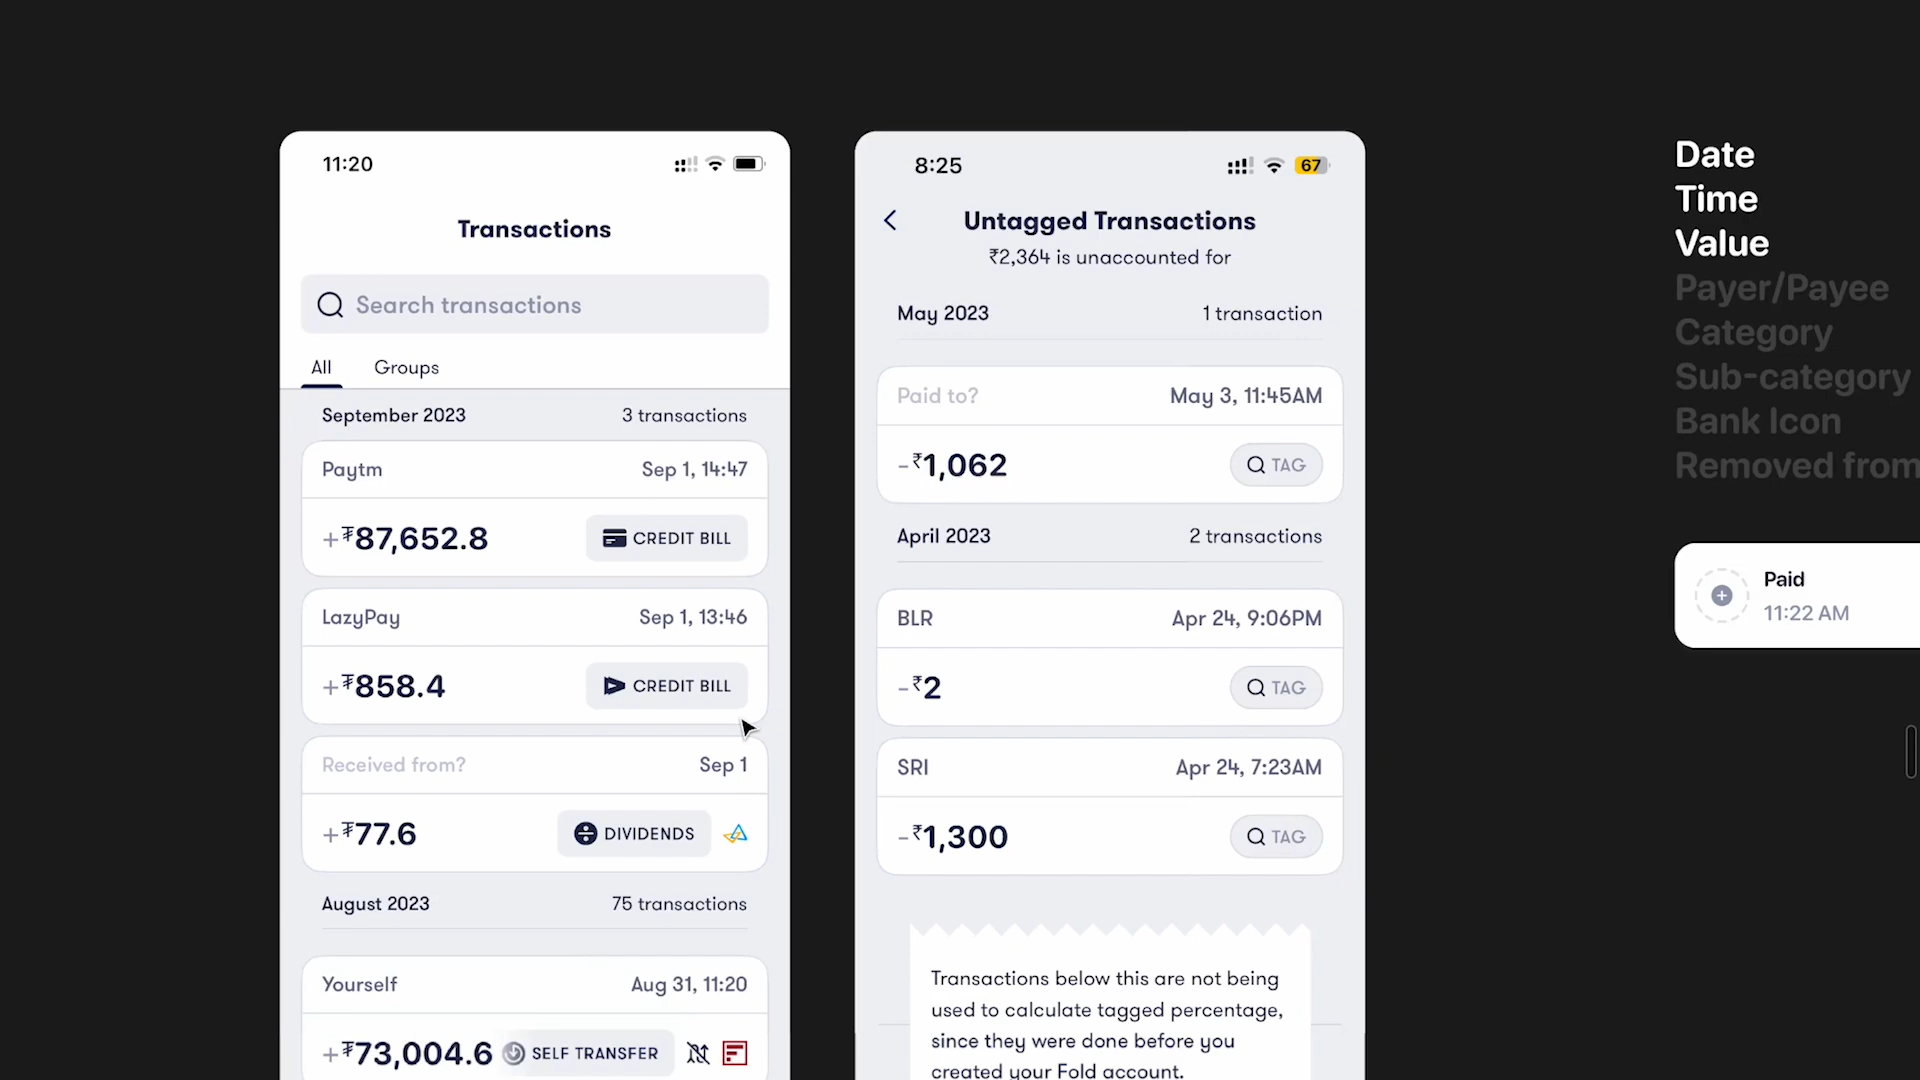 11:20
Transactions
Search transactions
All Groups
September 2023 3 transactions
Paytm Sep 1, 14:47
+₮87,652.8 CREDIT BILL
LazyPay Sep 1, 13:46
+₮858.4 CREDIT BILL
Received from? Sep 1
+₮77.6 DIVIDENDS
August 2023 75 transactions
Yourself Aug 31, 11:20
+₮73,004.6 SELF TRANSFER
8:25 67
Untagged Transactions
₹2,364 is unaccounted for
May 2023 1 transaction
Paid to? May 3, 11:45AM
-₹1,062 TAG
April 2023 2 transactions
BLR Apr 24, 9:06PM
-₹2 TAG
SRI Apr 24, 7:23AM
-₹1,300 TAG
Transactions below this are not being
used to calculate tagged percentage,
since they were done before you
created your Fold account.
Date
Time
Value
Payer/Payee
Category
Sub-category
Bank Icon
Removed from
Paid
11:22 AM